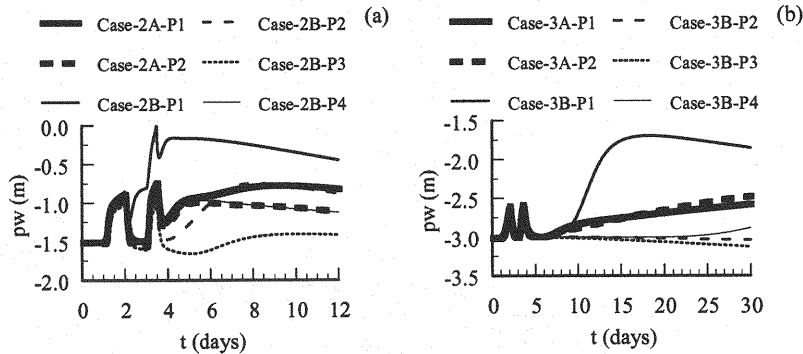 (a)
Case-2A-P1 Case-2B-P2
Case-2A-P2 Case-2B-P3
Case-2B-P1 Case-2B-P4
pw (m)
0.0
-0.5
-1.0
-1.5
-2.0
0 2 4 6 8 10 12
t (days)
(b)
Case-3A-P1 Case-3B-P2
Case-3A-P2 Case-3B-P3
Case-3B-P1 Case-3B-P4
pw (m)
-1.5
-2.0
-2.5
-3.0
-3.5
0 5 10 15 20 25 30
t (days)